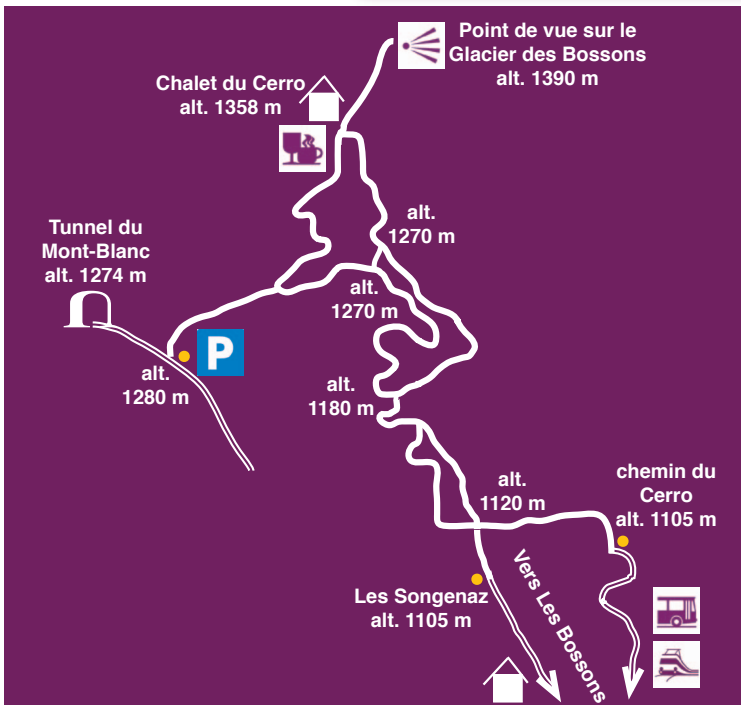 Point de vue sur le
Glacier des Bossons
alt. 1390 m
Chalet du Cerro
alt. 1358 m
alt.
1270 m
Tunnel du
Mont-Blanc
alt. 1274 m
alt.
1270 m
P
alt.
1280 m
alt.
1180 m
alt.
1120 m
chemin du
Cerro
alt. 1105 m
Les Songenaz
alt. 1105 m
Vers Les Bossons